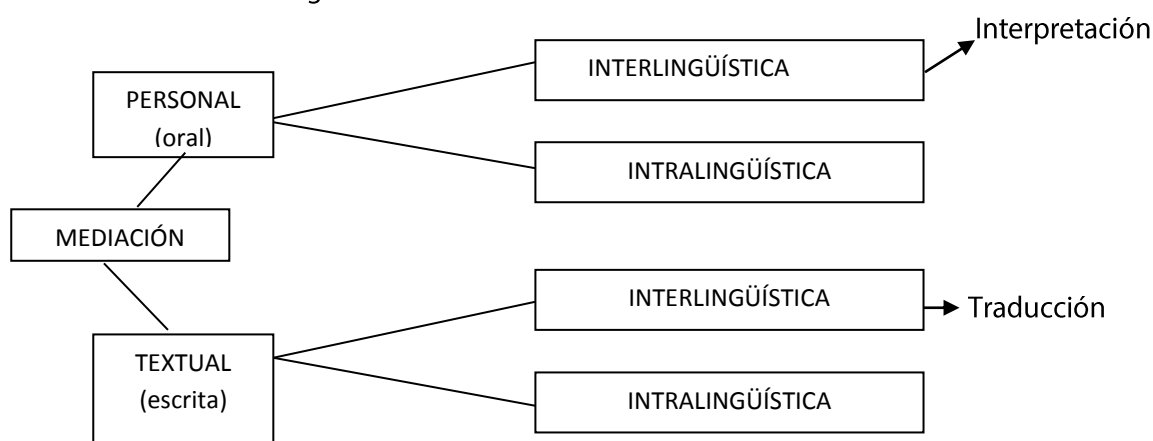 Interpretación
INTERLINGÜÍSTICA
PERSONAL
(oral)
INTRALINGÜÍSTICA
MEDIACIÓN
INTERLINGÜÍSTICA
Traducción
TEXTUAL
(escrita)
INTRALINGÜÍSTICA